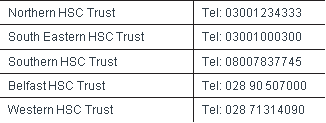 Northern HSC Trust Tel: 03001234333
South Eastern HSC Trust Tel: 03001000300
Southern HSC Trust Tel: 08007837745
Belfast HSC Trust Tel: 028 90 507000
Western HSC Trust Tel: 028 71314090